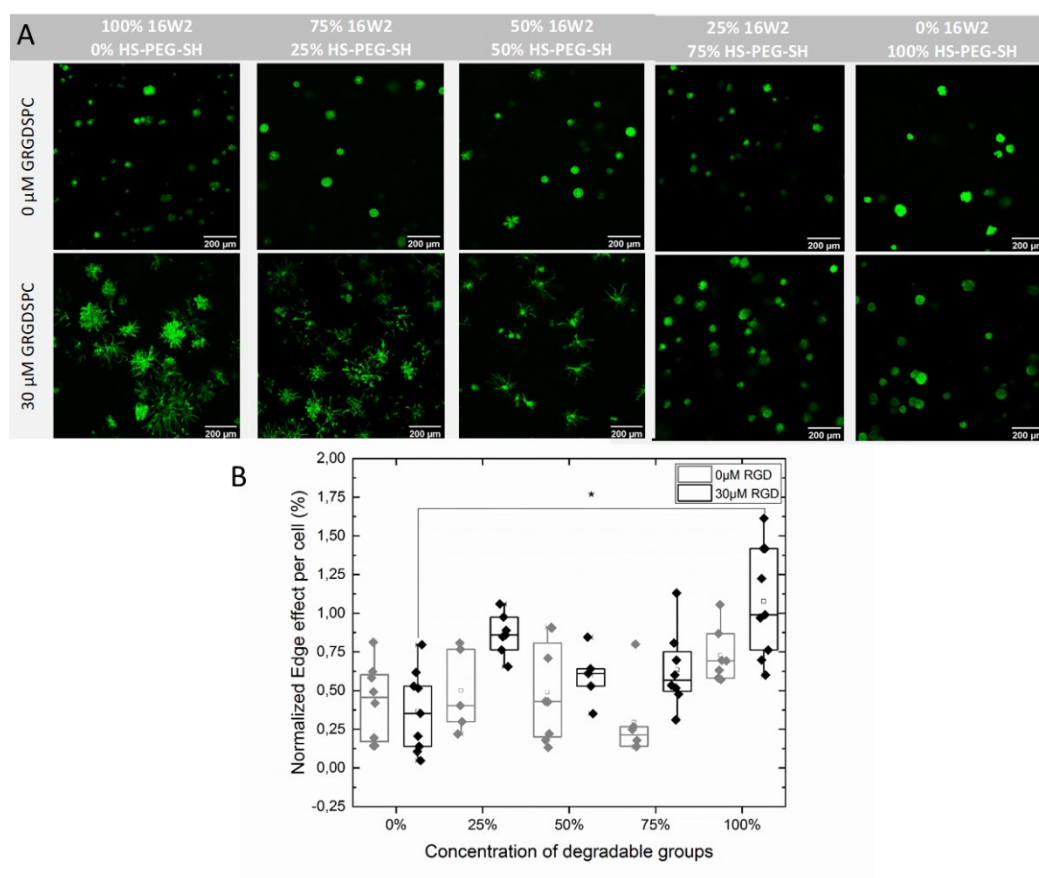 A
100% 16W2
0% HS-PEG-SH
75% 16W2
25% HS-PEG-SH
50% 16W2
50% HS-PEG-SH
25% 16W2
75% HS-PEG-SH
0% 16W2
100% HS-PEG-SH
0 µM GRGDSPC
200 µm
200 µm
200 µm
200 µm
200 µm
30 µM GRGDSPC
200 µm
200 µm
200 µm
200 µm
200 µm
B
Normalized Edge effect per cell (%)
2,00
1,75
1,50
1,25
1,00
0,75
0,50
0,25
0,00
-0,25
*
0µM RGD
30µM RGD
0%
25%
50%
75%
100%
Concentration of degradable groups